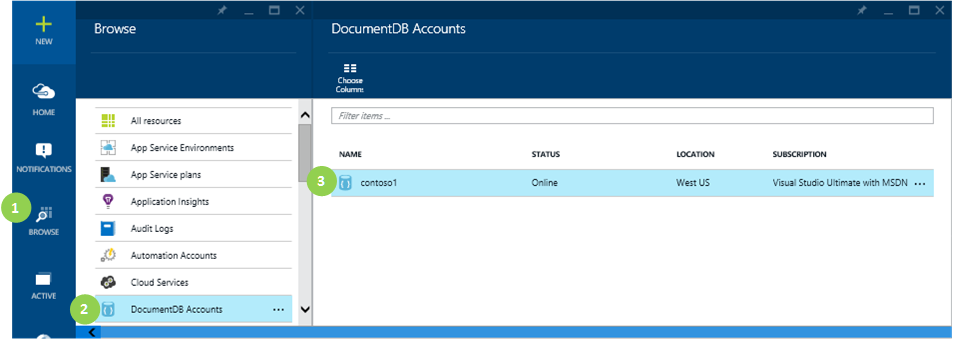 NEW
HOME
NOTIFICATIONS
1
BROWSE
ACTIVE
Browse
All resources
App Service Environments
App Service plans
Application Insights
Audit Logs
Automation Accounts
Cloud Services
2
DocumentDB Accounts ...
DocumentDB Accounts
Choose
Columns
Filter items ...
NAME STATUS LOCATION SUBSCRIPTION
3 contoso1 Online West US Visual Studio Ultimate with MSDN ...